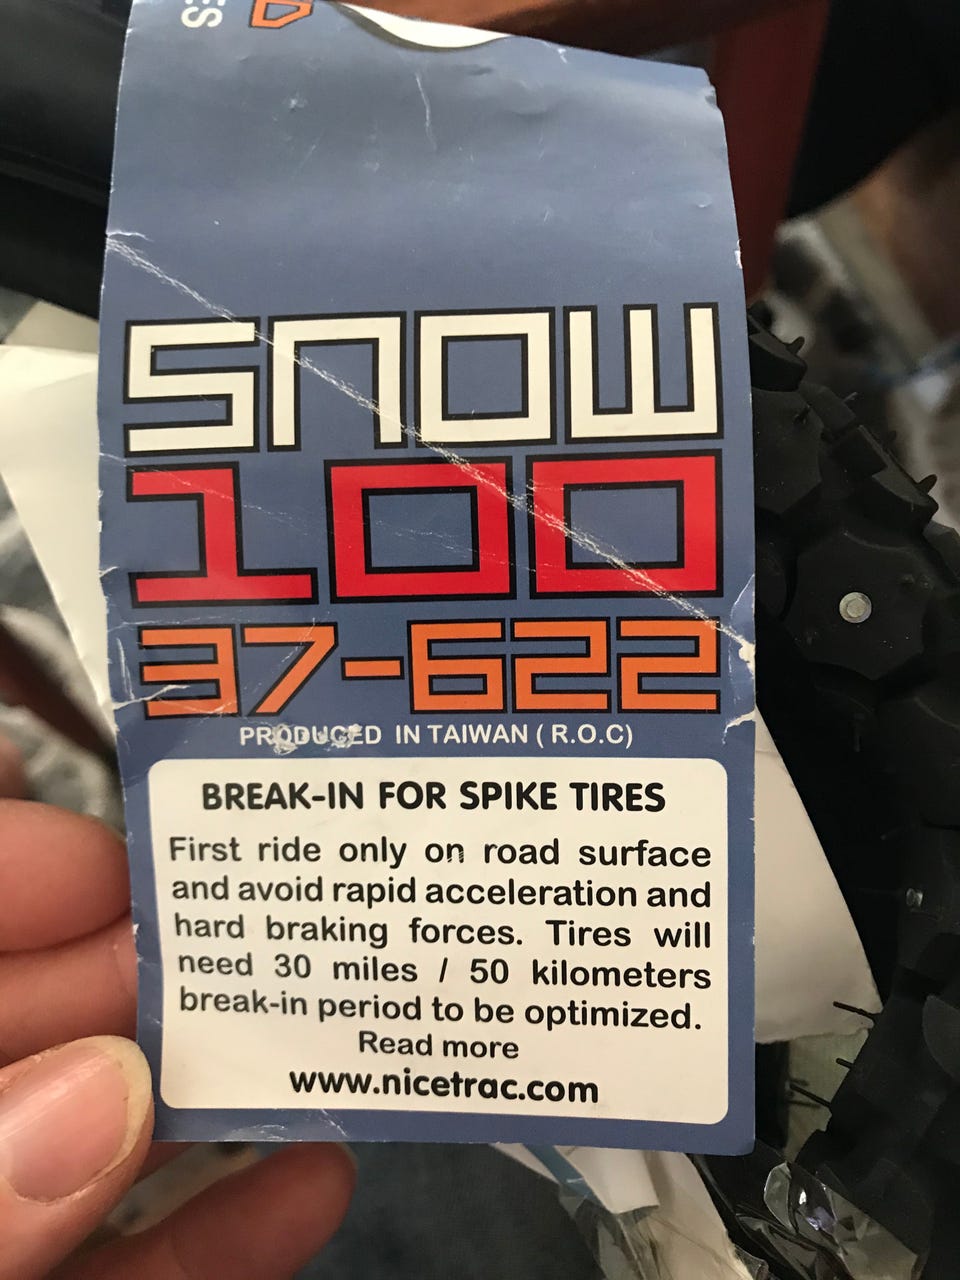 SNOW
100
37-622
PRODUCED IN TAIWAN ( R.O.C)
BREAK-IN FOR SPIKE TIRES
First ride only on road surface
and avoid rapid acceleration and
hard braking forces. Tires will
need 30 miles / 50 kilometers
break-in period to be optimized.
Read more
www.nicetrac.com